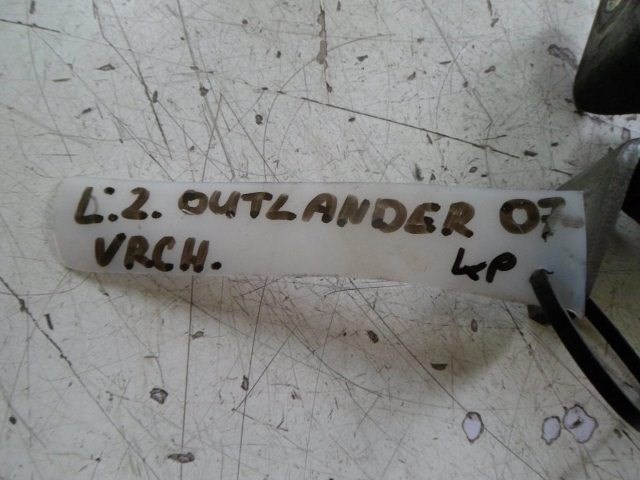 L:2. OUTLANDER 07-
VRCH. LP